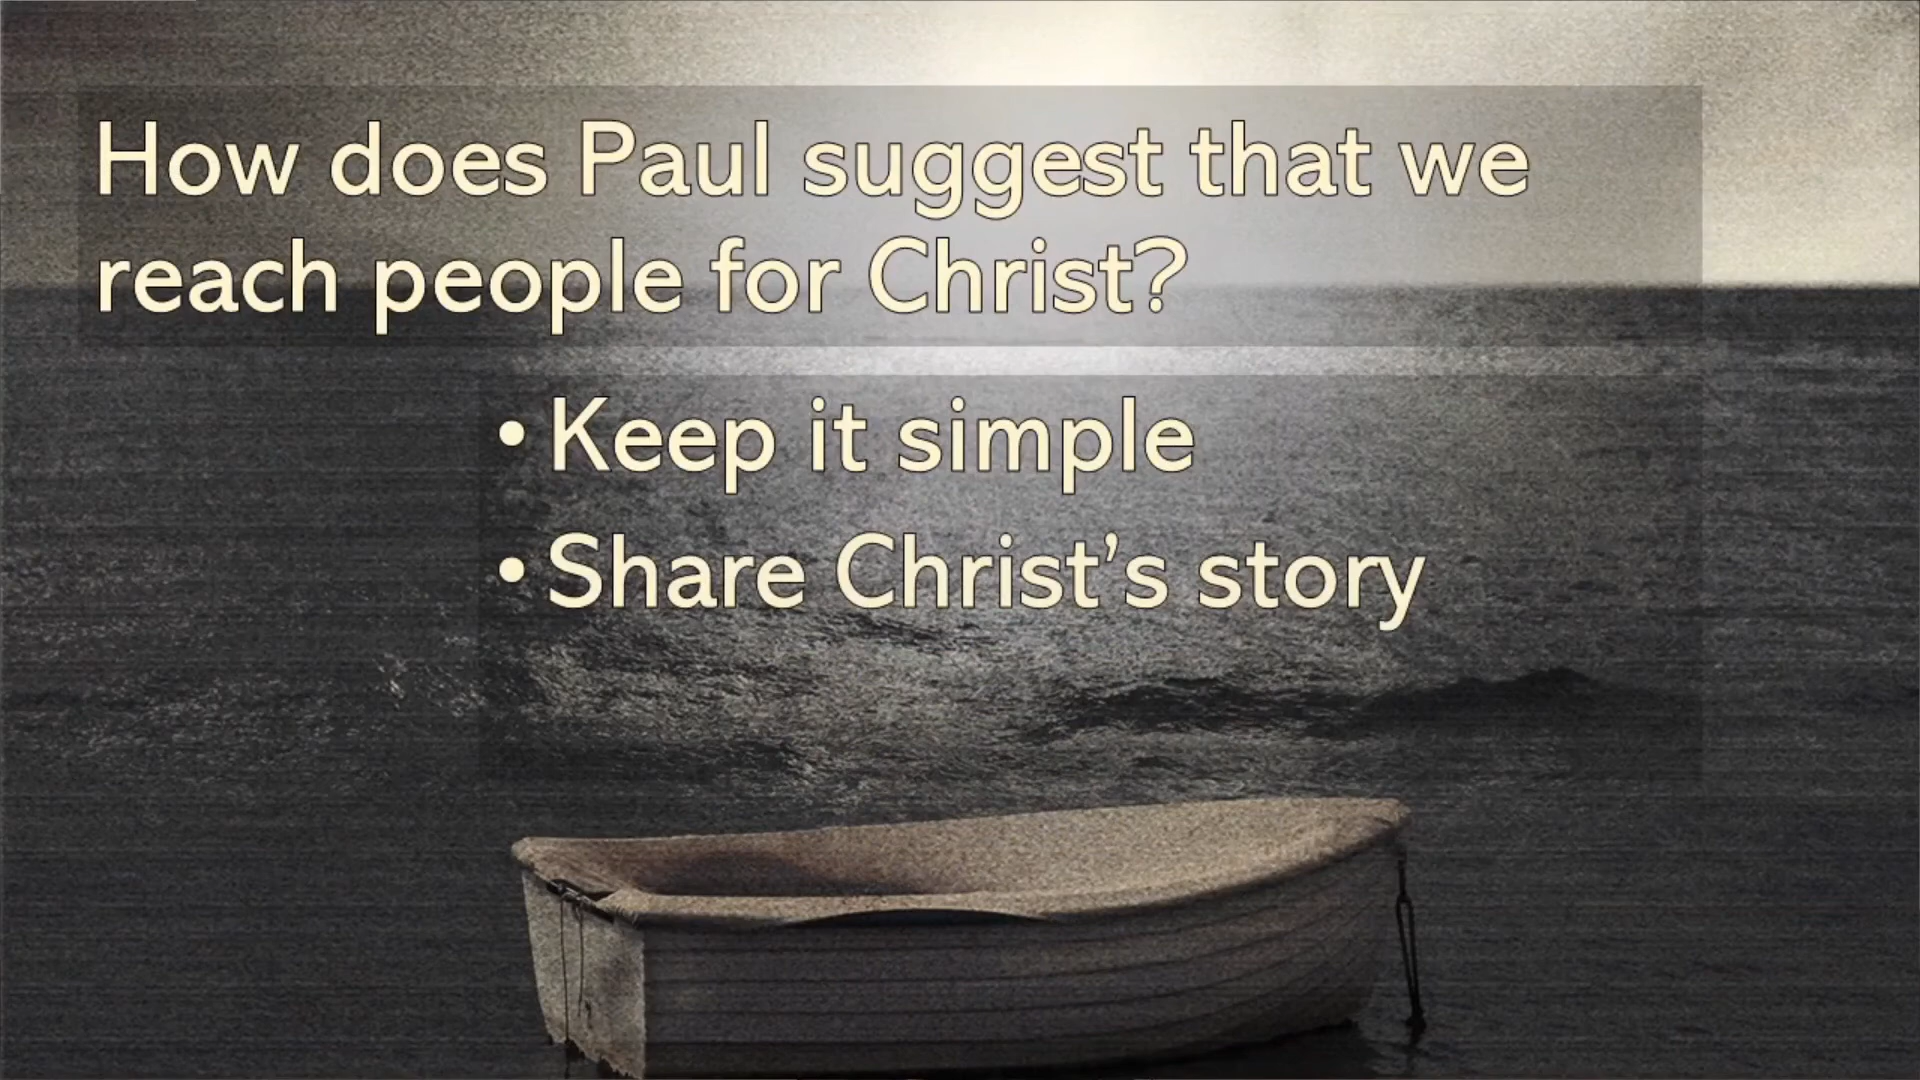 How does Paul suggest that we
reach people for Christ?
• Keep it simple
• Share Christ’s story